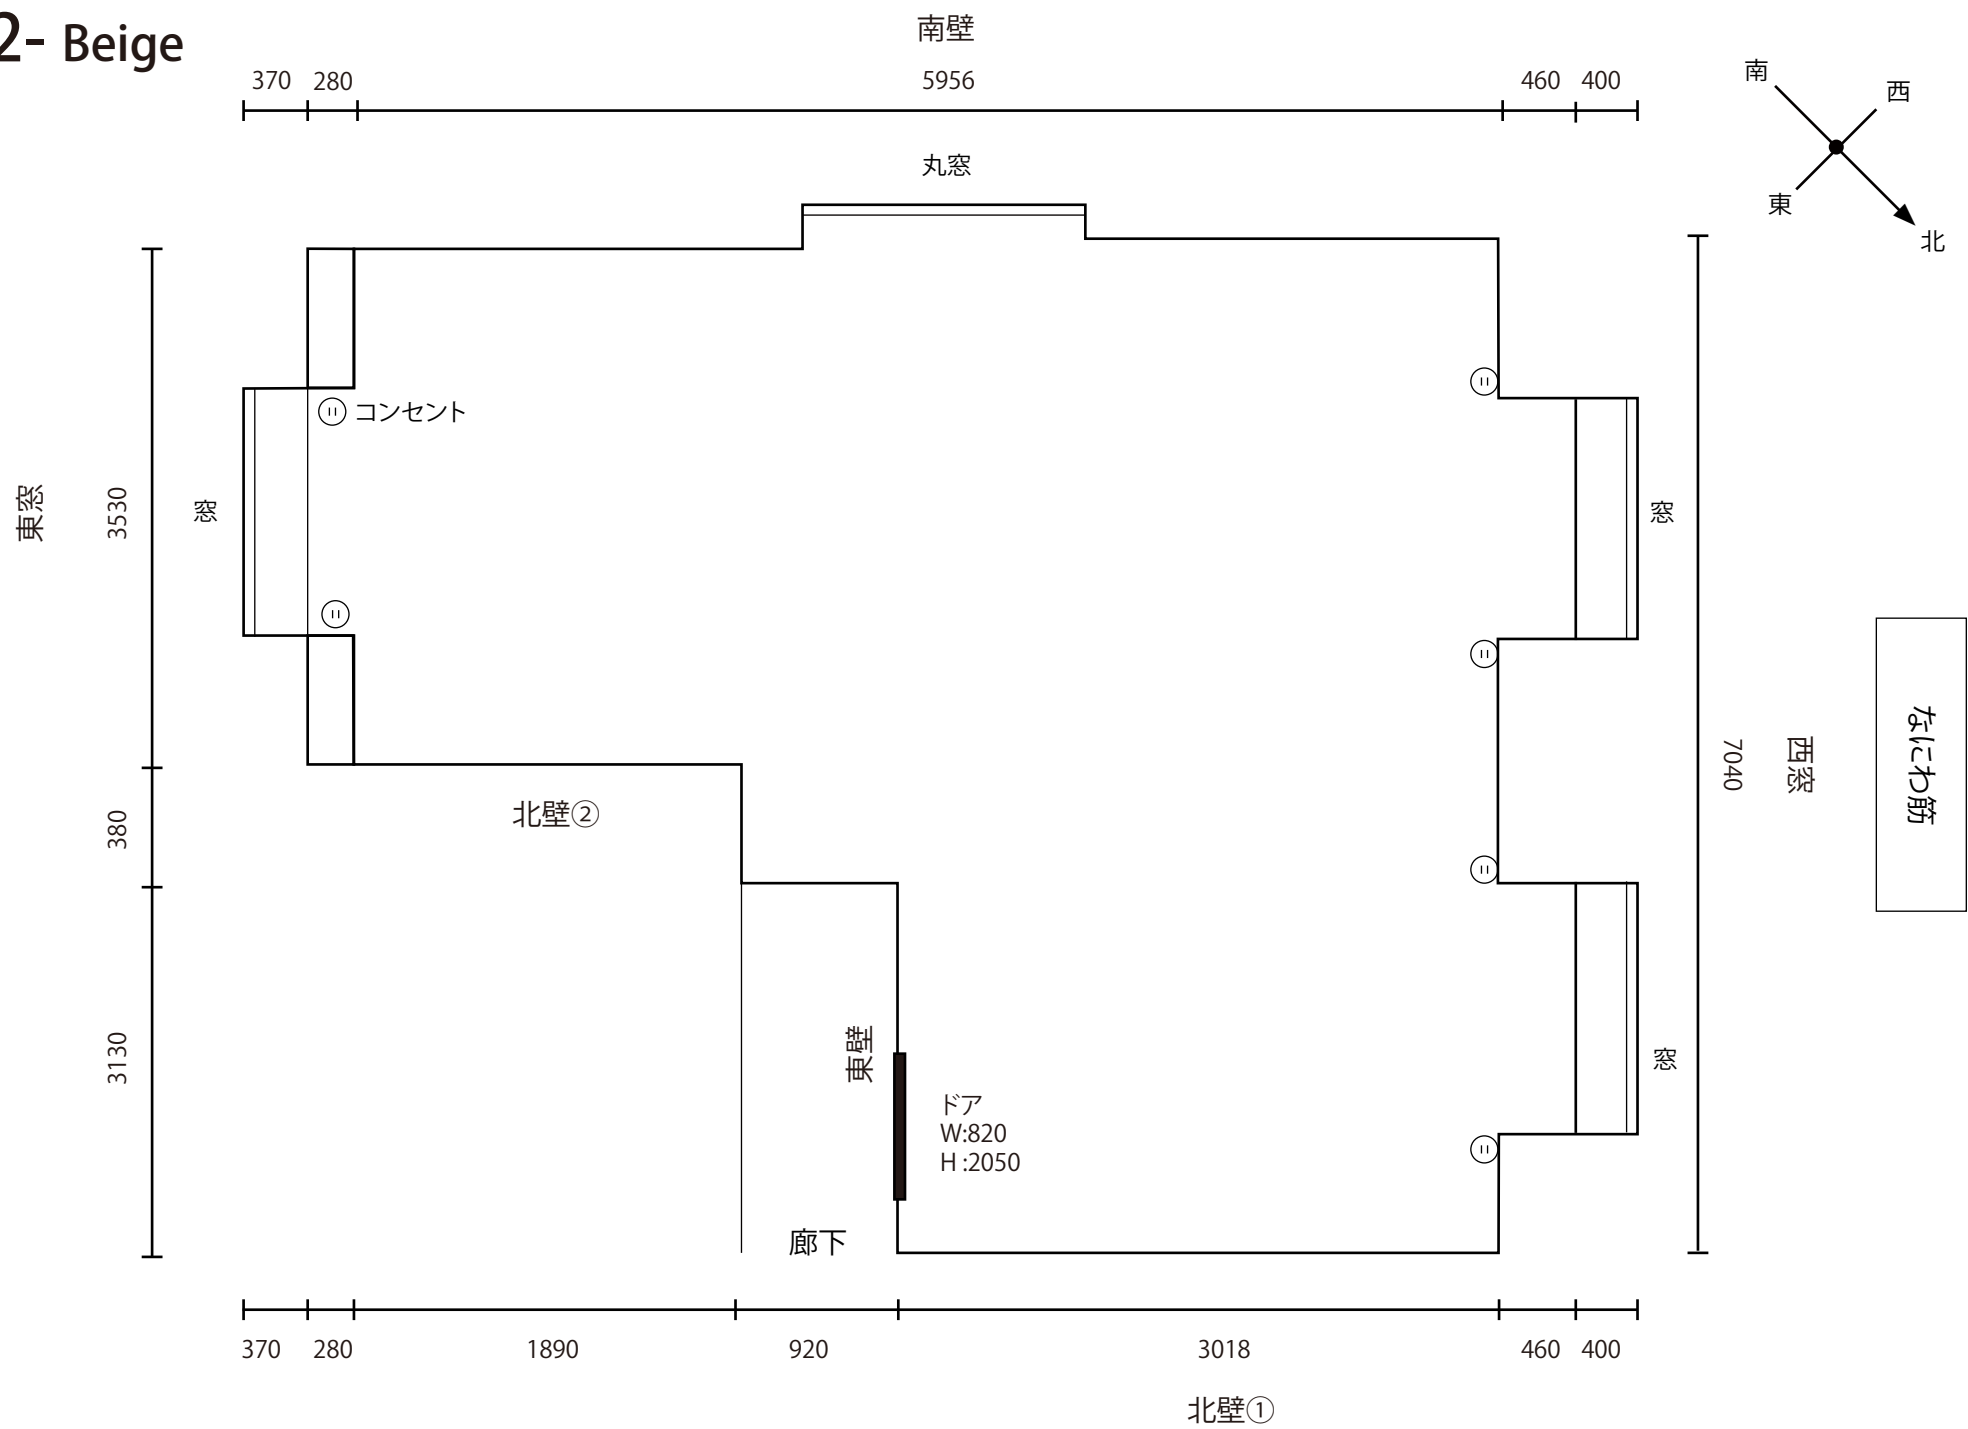 2- Beige
南壁
370 280 5956 460 400
南
西
東
北
丸窓
コンセント
東窓
3530
窓
窓
380
北壁②
7040
西窓
なにわ筋
3130
東壁
窓
ドア
W:820
H :2050
廊下
370 280 1890 920 3018 460 400
北壁①